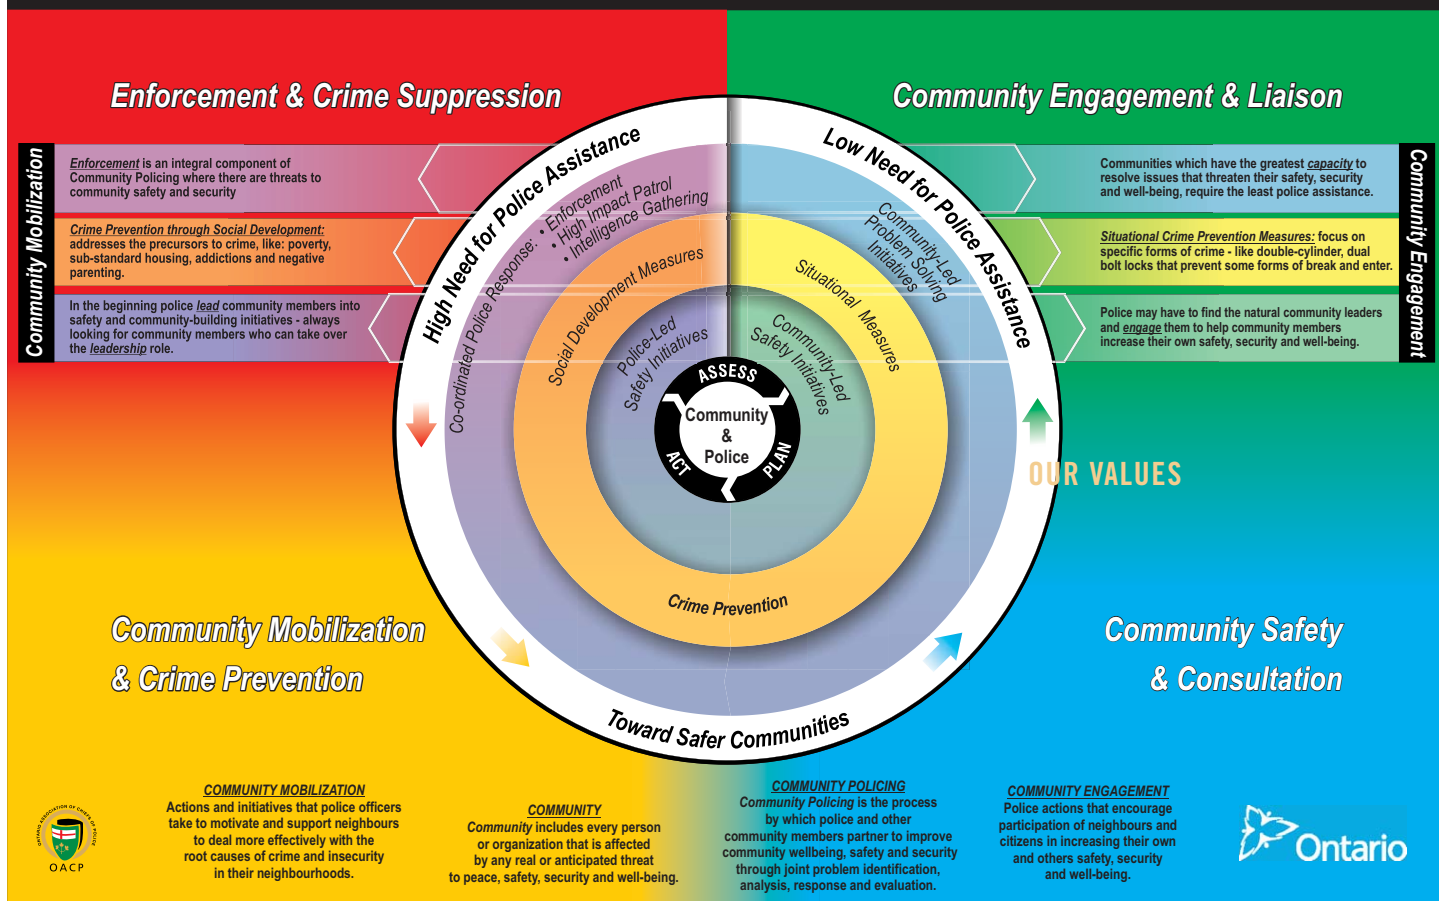 Enforcement & Crime Suppression
Community Engagement & Liaison
Community Mobilization
Enforcement is an integral component of
Community Policing where there are threats to
community safety and security
Crime Prevention through Social Development:
addresses the precursors to crime, like: poverty,
sub-standard housing, addictions and negative
parenting.
In the beginning police lead community members into
safety and community-building initiatives - always
looking for community members who can take over
the leadership role.
High Need for Police Assistance
Low Need for Police Assistance
Co-ordinated Police Response:
• Enforcement
• High Impact Patrol
• Intelligence Gathering
Community-Led
Problem Solving
Initiatives
Social Development Measures
Situational Measures
Police-Led
Safety Initiatives
Community-Led
Safety Initiatives
ASSESS
PLAN
ACT
Community
&
Police
Crime Prevention
Toward Safer Communities
Communities which have the greatest capacity to
resolve issues that threaten their safety, security
and well-being, require the least police assistance.
Situational Crime Prevention Measures: focus on
specific forms of crime - like double-cylinder, dual
bolt locks that prevent some forms of break and enter.
Police may have to find the natural community leaders
and engage them to help community members
increase their own safety, security and well-being.
Community Engagement
OUR VALUES
Community Mobilization
& Crime Prevention
Community Safety
& Consultation
ONTARIO ASSOCIATION OF CHIEFS OF POLICE
OACP
COMMUNITY MOBILIZATION
Actions and initiatives that police officers
take to motivate and support neighbours
to deal more effectively with the
root causes of crime and insecurity
in their neighbourhoods.
COMMUNITY
Community includes every person
or organization that is affected
by any real or anticipated threat
to peace, safety, security and well-being.
COMMUNITY POLICING
Community Policing is the process
by which police and other
community members partner to improve
community wellbeing, safety and security
through joint problem identification,
analysis, response and evaluation.
COMMUNITY ENGAGEMENT
Police actions that encourage
participation of neighbours and
citizens in increasing their own
and others safety, security
and well-being.
Ontario